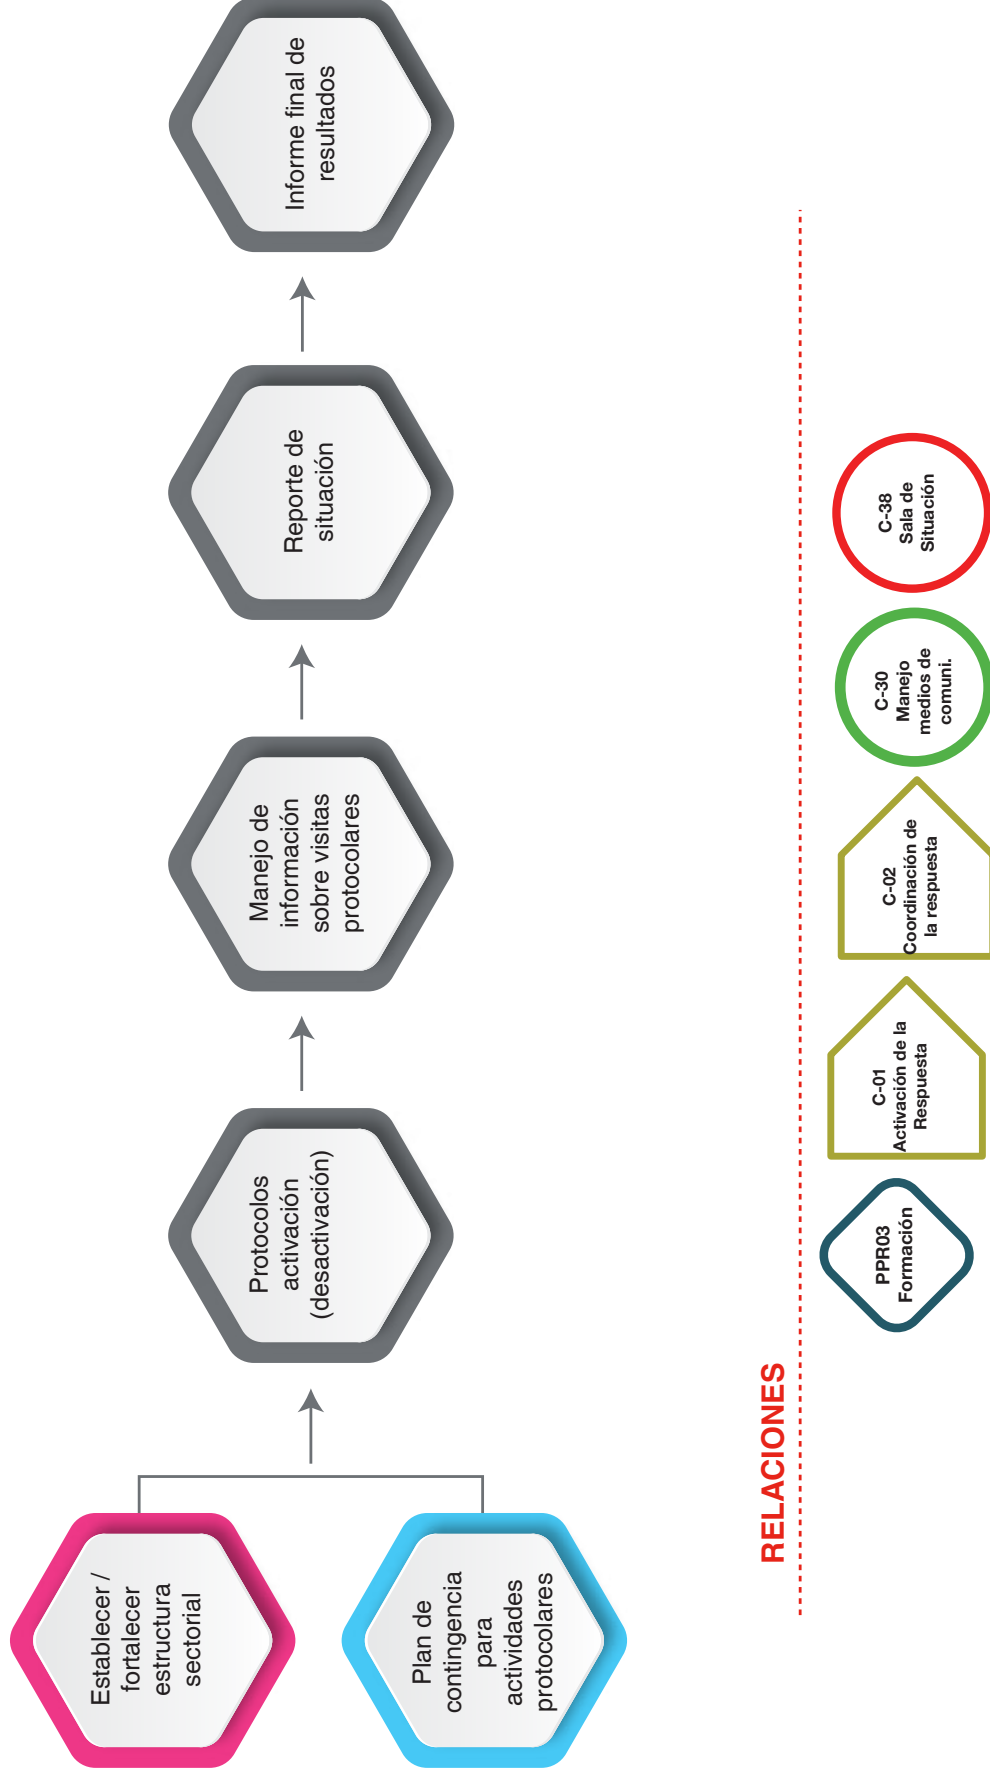 Establecer /
fortalecer
estructura
sectorial
Plan de
contingencia
para
actividades
protocolares
Protocolos
activación
(desactivación)
Manejo de
información
sobre visitas
protocolares
Reporte de
situación
Informe final de
resultados
RELACIONES
PPR03
Formación
C-01
Activación de la
Respuesta
C-02
Coordinación de
la respuesta
C-30
Manejo
medios de
comuni.
C-38
Sala de
Situación